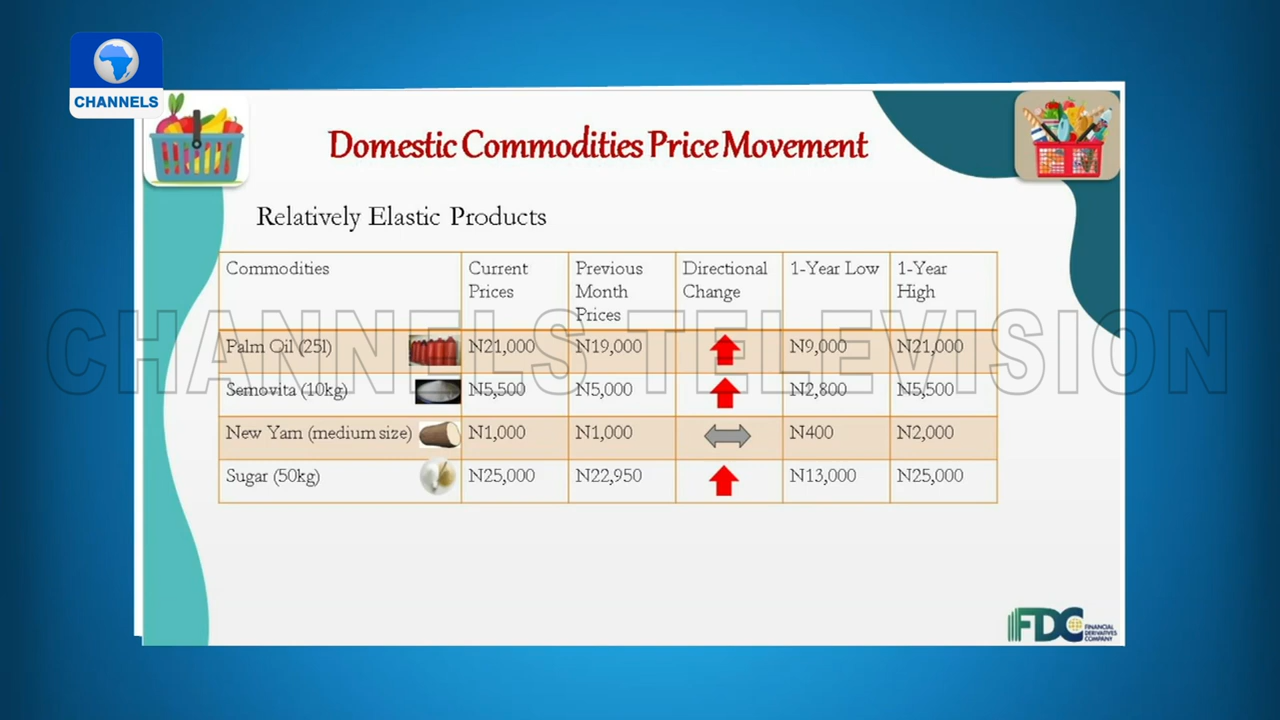 CHANNELS
Domestic Commodities Price Movement
Relatively Elastic Products
Commodities
Current Prices
Previous Month Prices
Directional Change
1-Year Low
1-Year High
Palm Oil (25l) N21,000 N19,000 N9,000 N21,000
Semovita (10kg) N5,500 N5,000 N2,800 N5,500
New Yam (medium size) N1,000 N1,000 N400 N2,000
Sugar (50kg) N25,000 N22,950 N13,000 N25,000
CHANNELS TELEVISION
FDC
FINANCIAL
DERIVATIVES
COMPANY